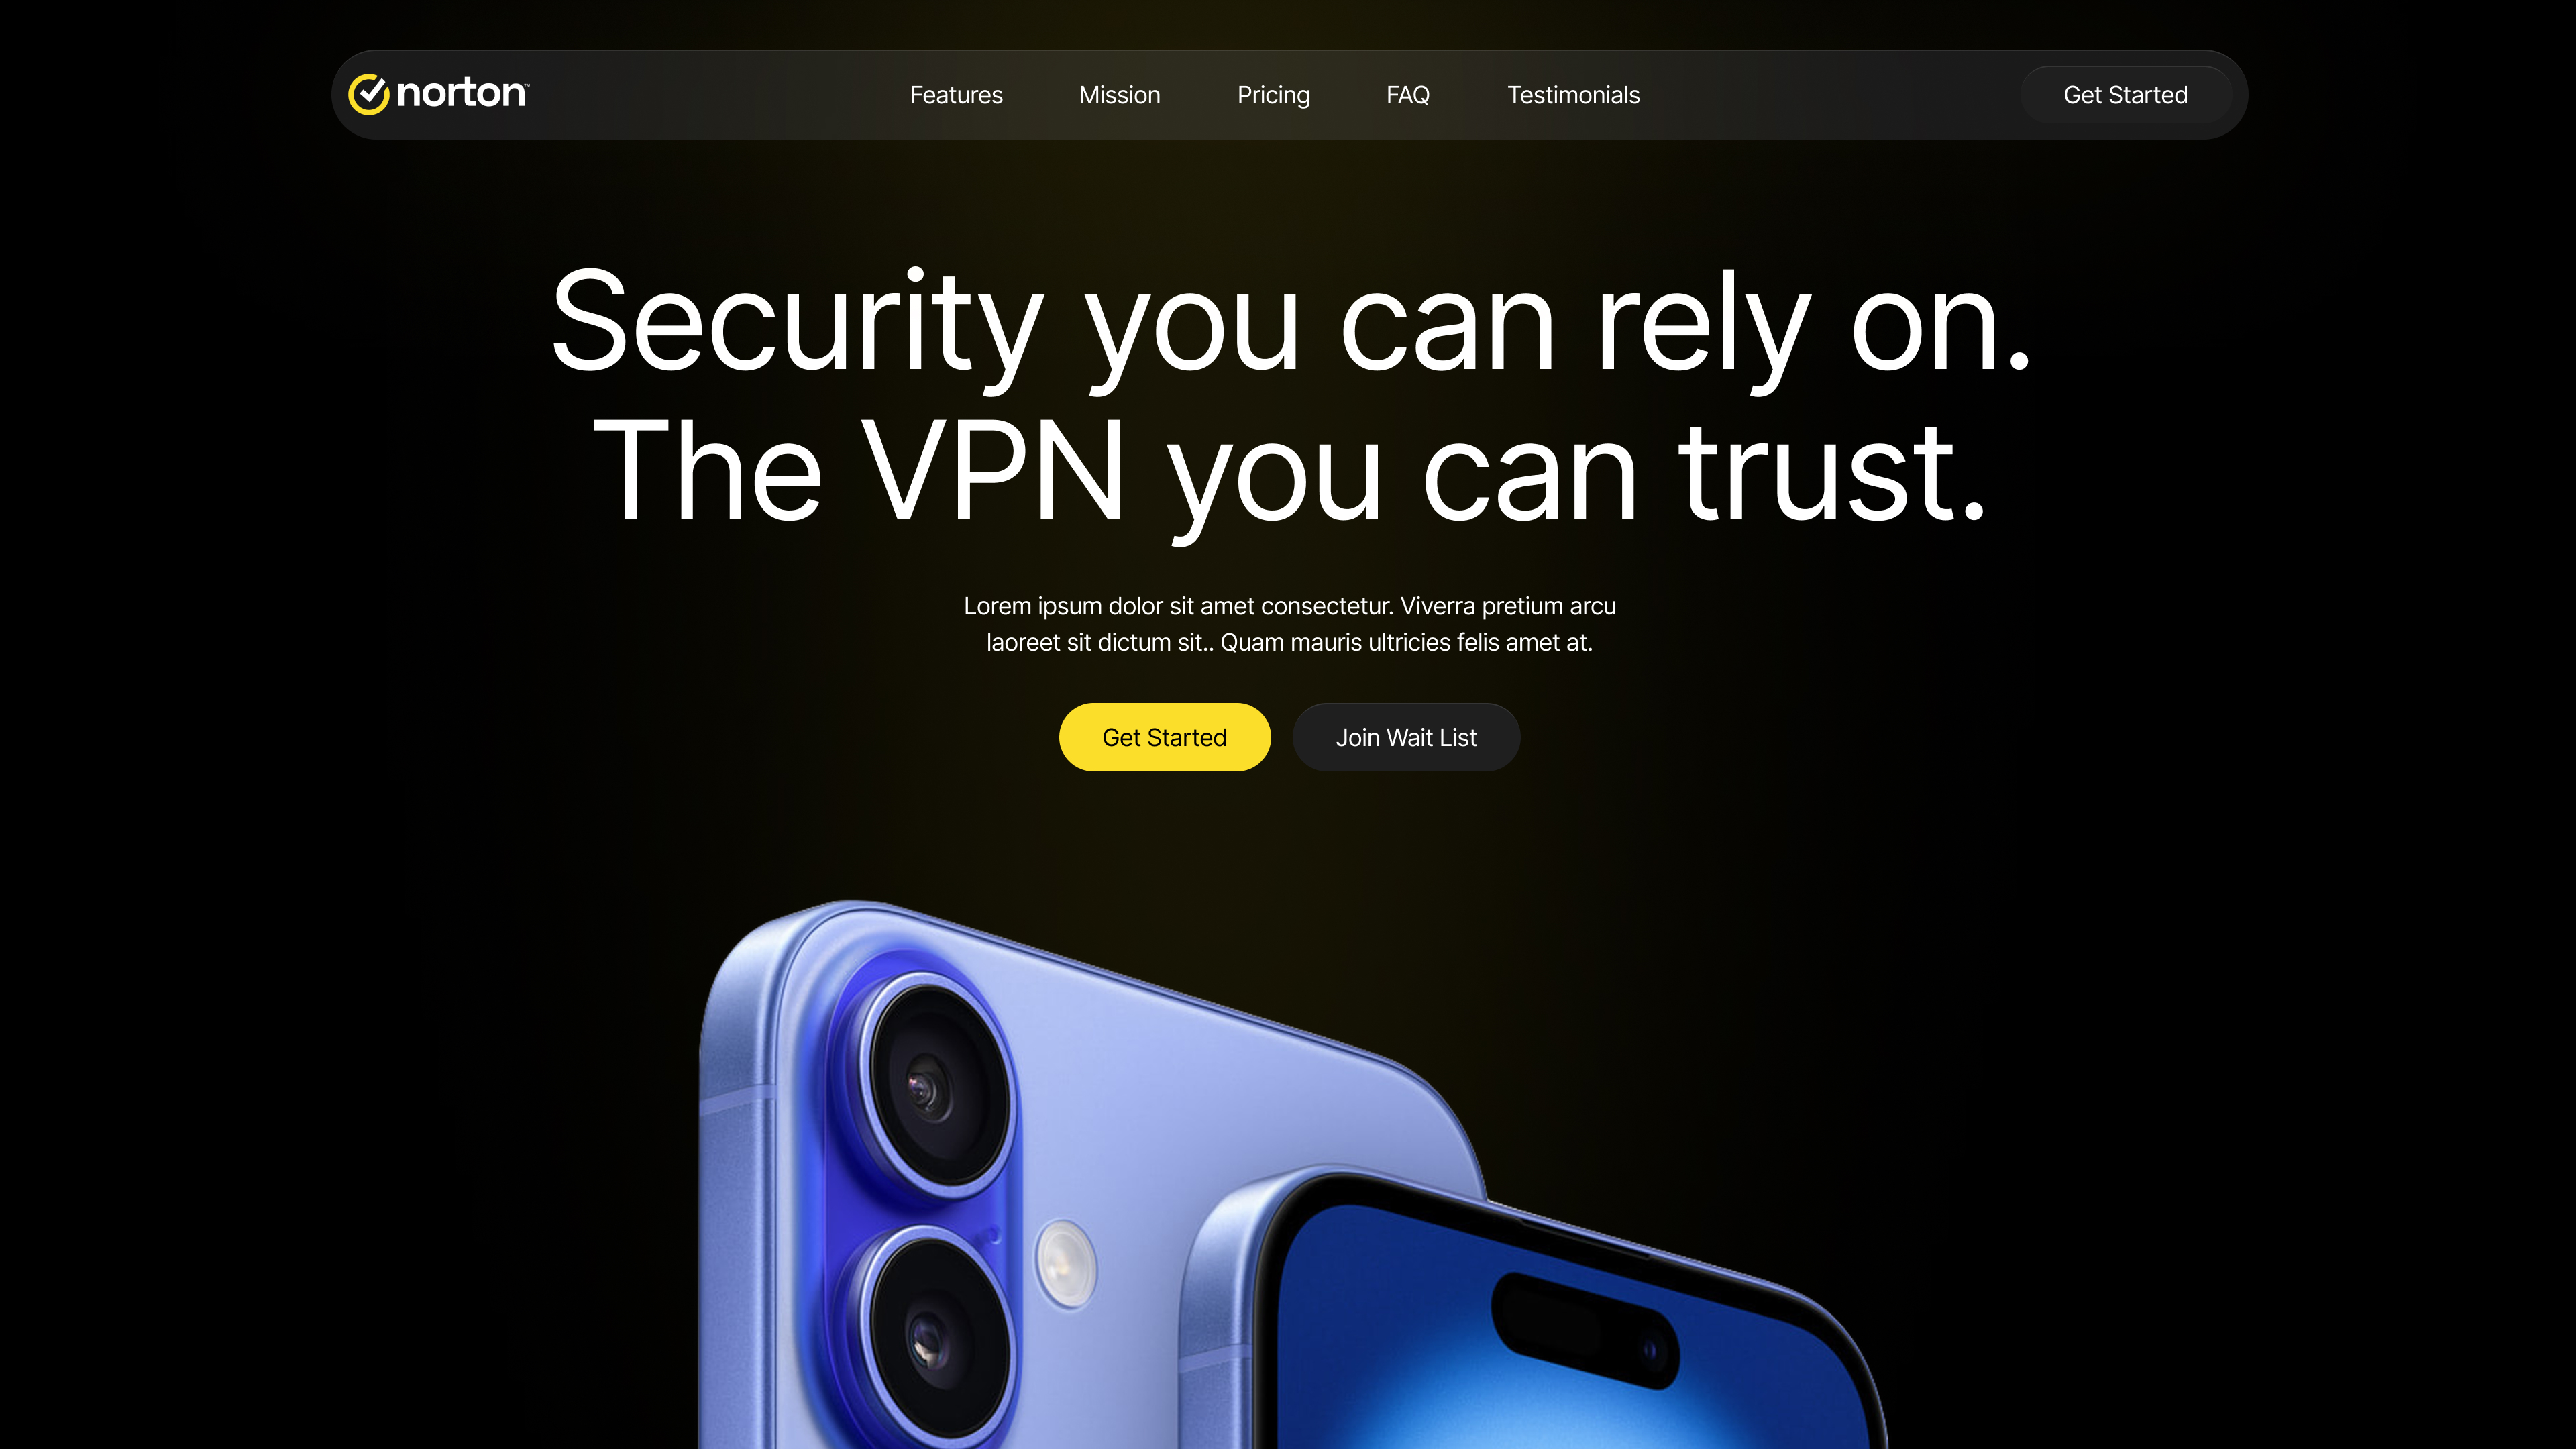 norton™
Features
Mission
Pricing
FAQ
Testimonials
Get Started
Security you can rely on.
The VPN you can trust.
Lorem ipsum dolor sit amet consectetur. Viverra pretium arcu
laoreet sit dictum sit.. Quam mauris ultricies felis amet at.
Get Started
Join Wait List